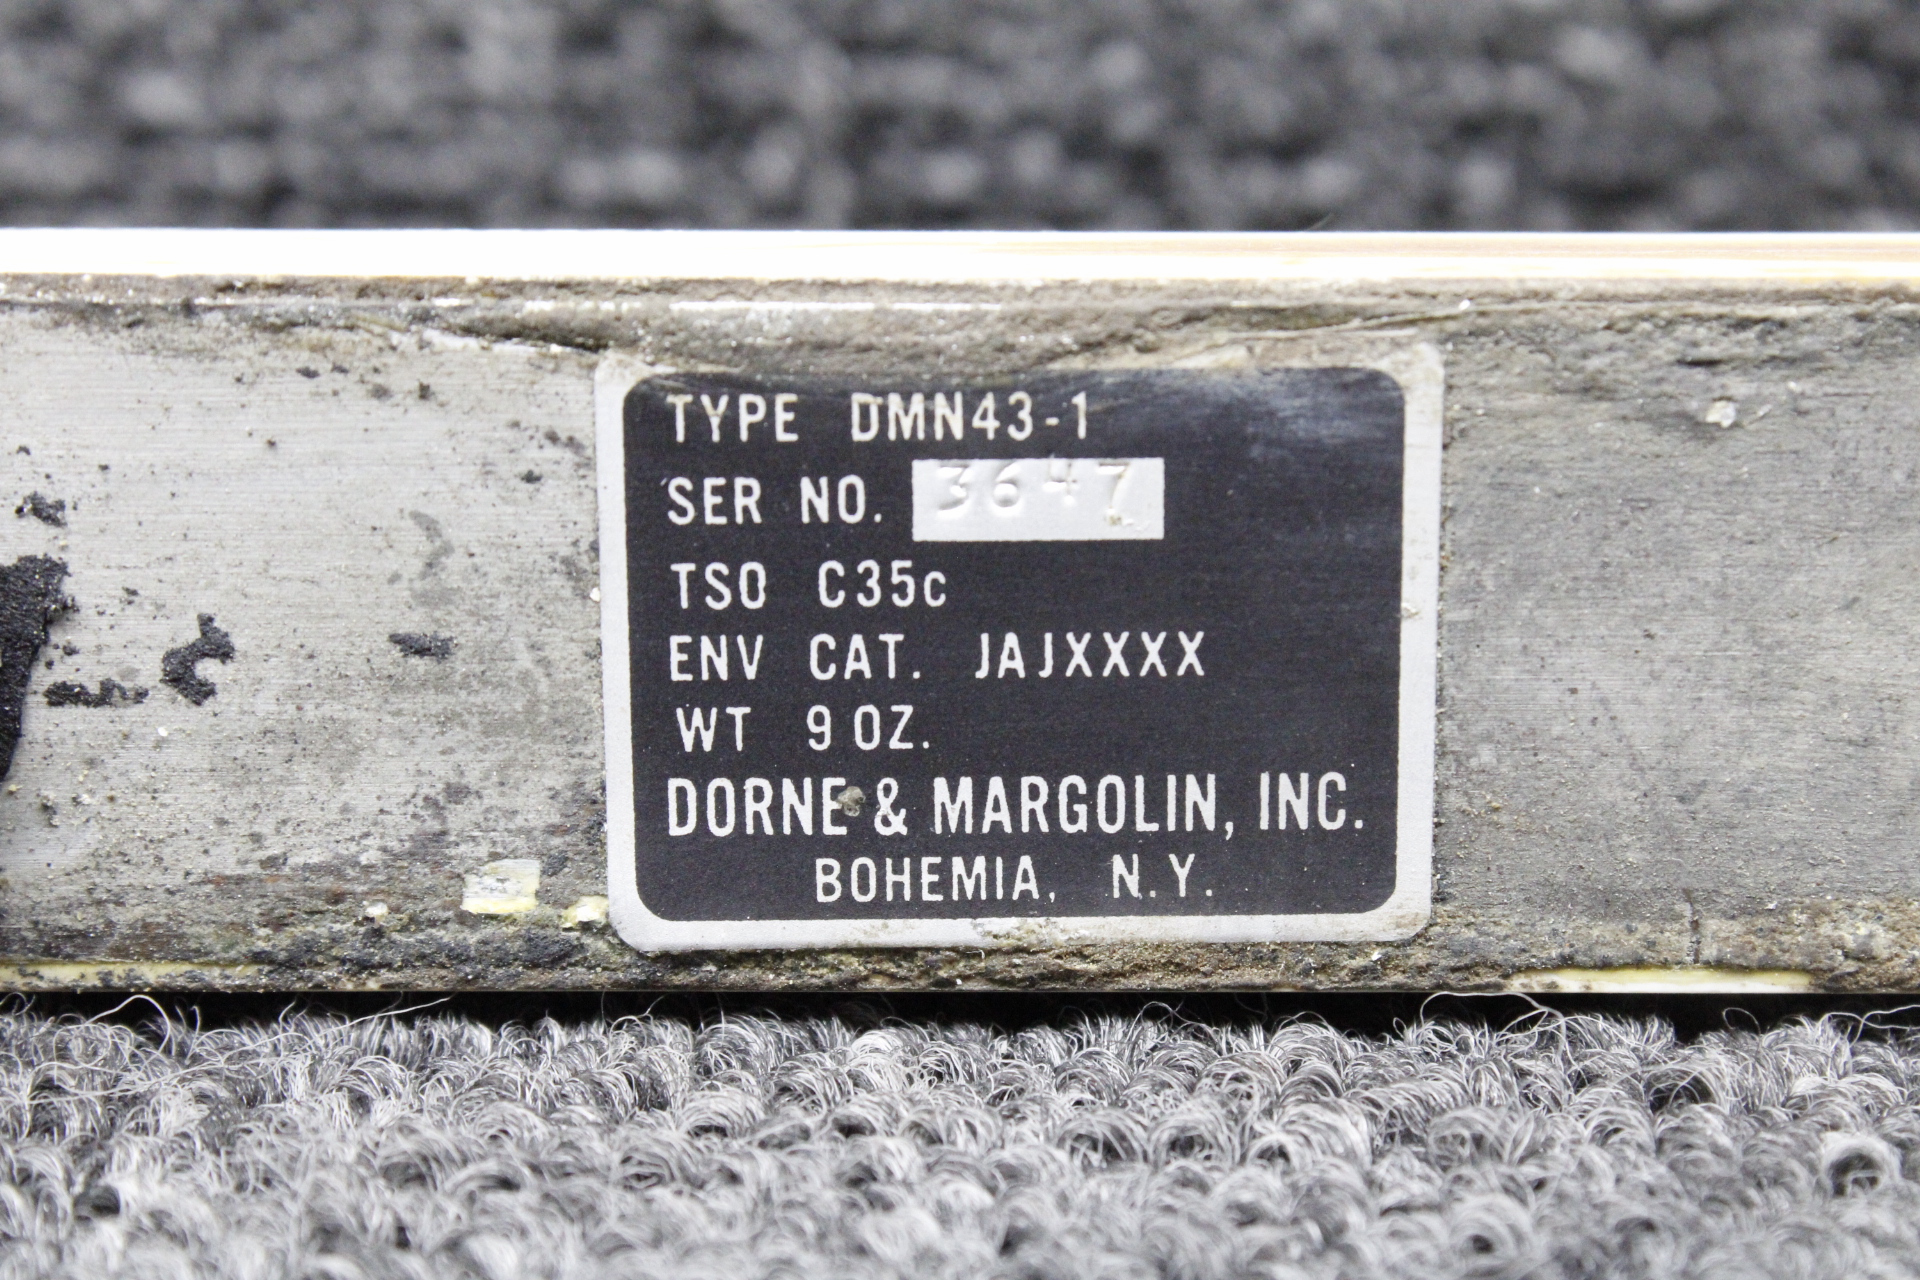 TYPE DMN43-1
SER NO. 3647
TSO C35c
ENV CAT. JAJXXXX
WT 9 OZ.
DORNE & MARGOLIN, INC.
BOHEMIA, N.Y.